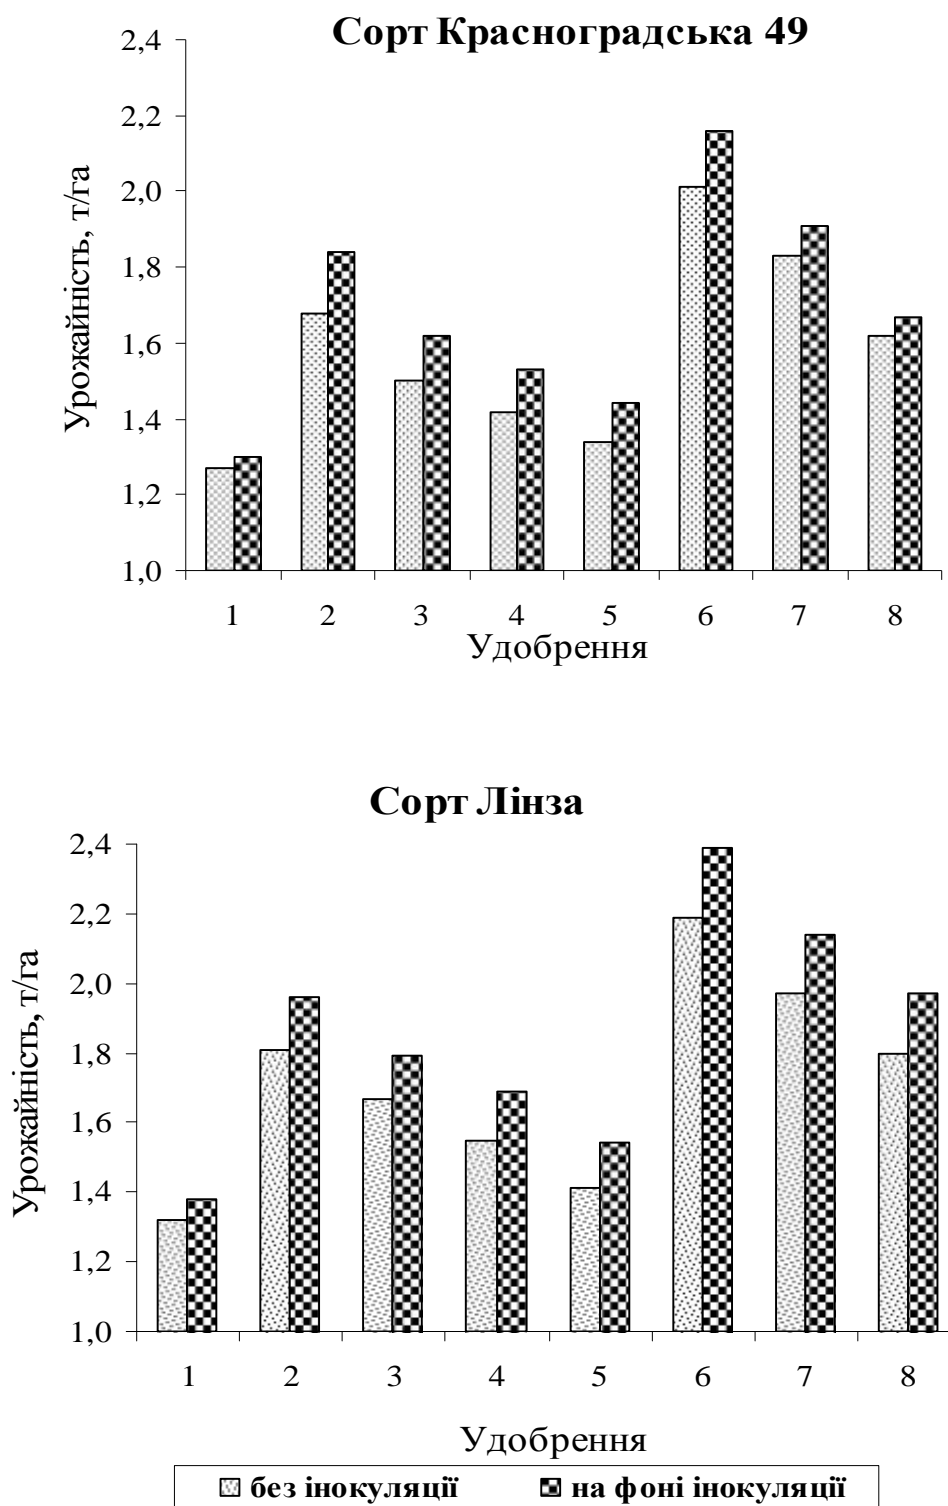 Сорт Красноградська 49
2,4
2,2
2,0
1,8
1,6
1,4
1,2
1,0
Урожайність, т/га
1 2 3 4 5 6 7 8
Удобрення
Сорт Лінза
2,4
2,2
2,0
1,8
1,6
1,4
1,2
1,0
Урожайність, т/га
1 2 3 4 5 6 7 8
Удобрення
без інокуляції на фоні інокуляції